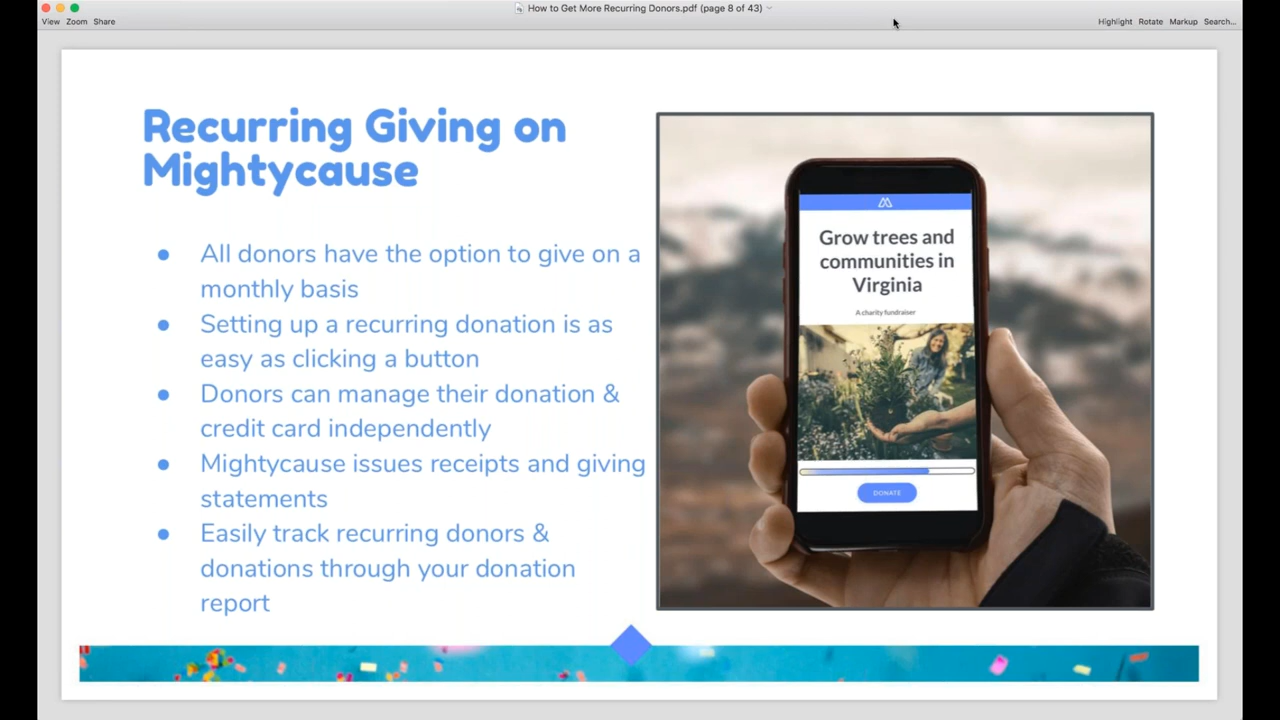 How to Get More Recurring Donors.pdf (page 8 of 43)
View Zoom Share
Highlight Rotate Markup Search...
Recurring Giving on
Mightycause
● All donors have the option to give on a
monthly basis
● Setting up a recurring donation is as
easy as clicking a button
● Donors can manage their donation &
credit card independently
● Mightycause issues receipts and giving
statements
● Easily track recurring donors &
donations through your donation
report
Grow trees and
communities in
Virginia
A charity fundraiser
DONATE